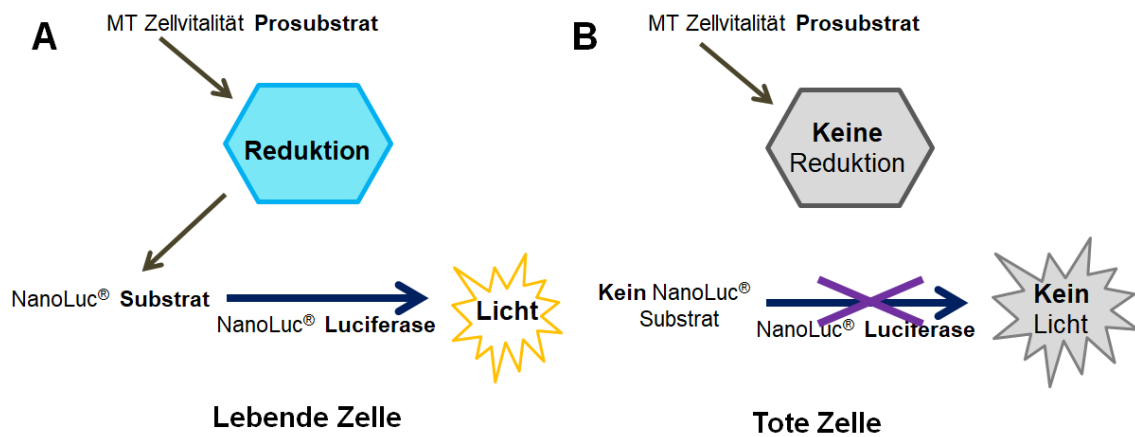 A
MT Zellvitalität Prosubstrat
Reduktion
NanoLuc® Substrat
NanoLuc® Luciferase
Licht
Lebende Zelle
B
MT Zellvitalität Prosubstrat
Keine
Reduktion
Kein NanoLuc®
Substrat
NanoLuc® Luciferase
Kein
Licht
Tote Zelle